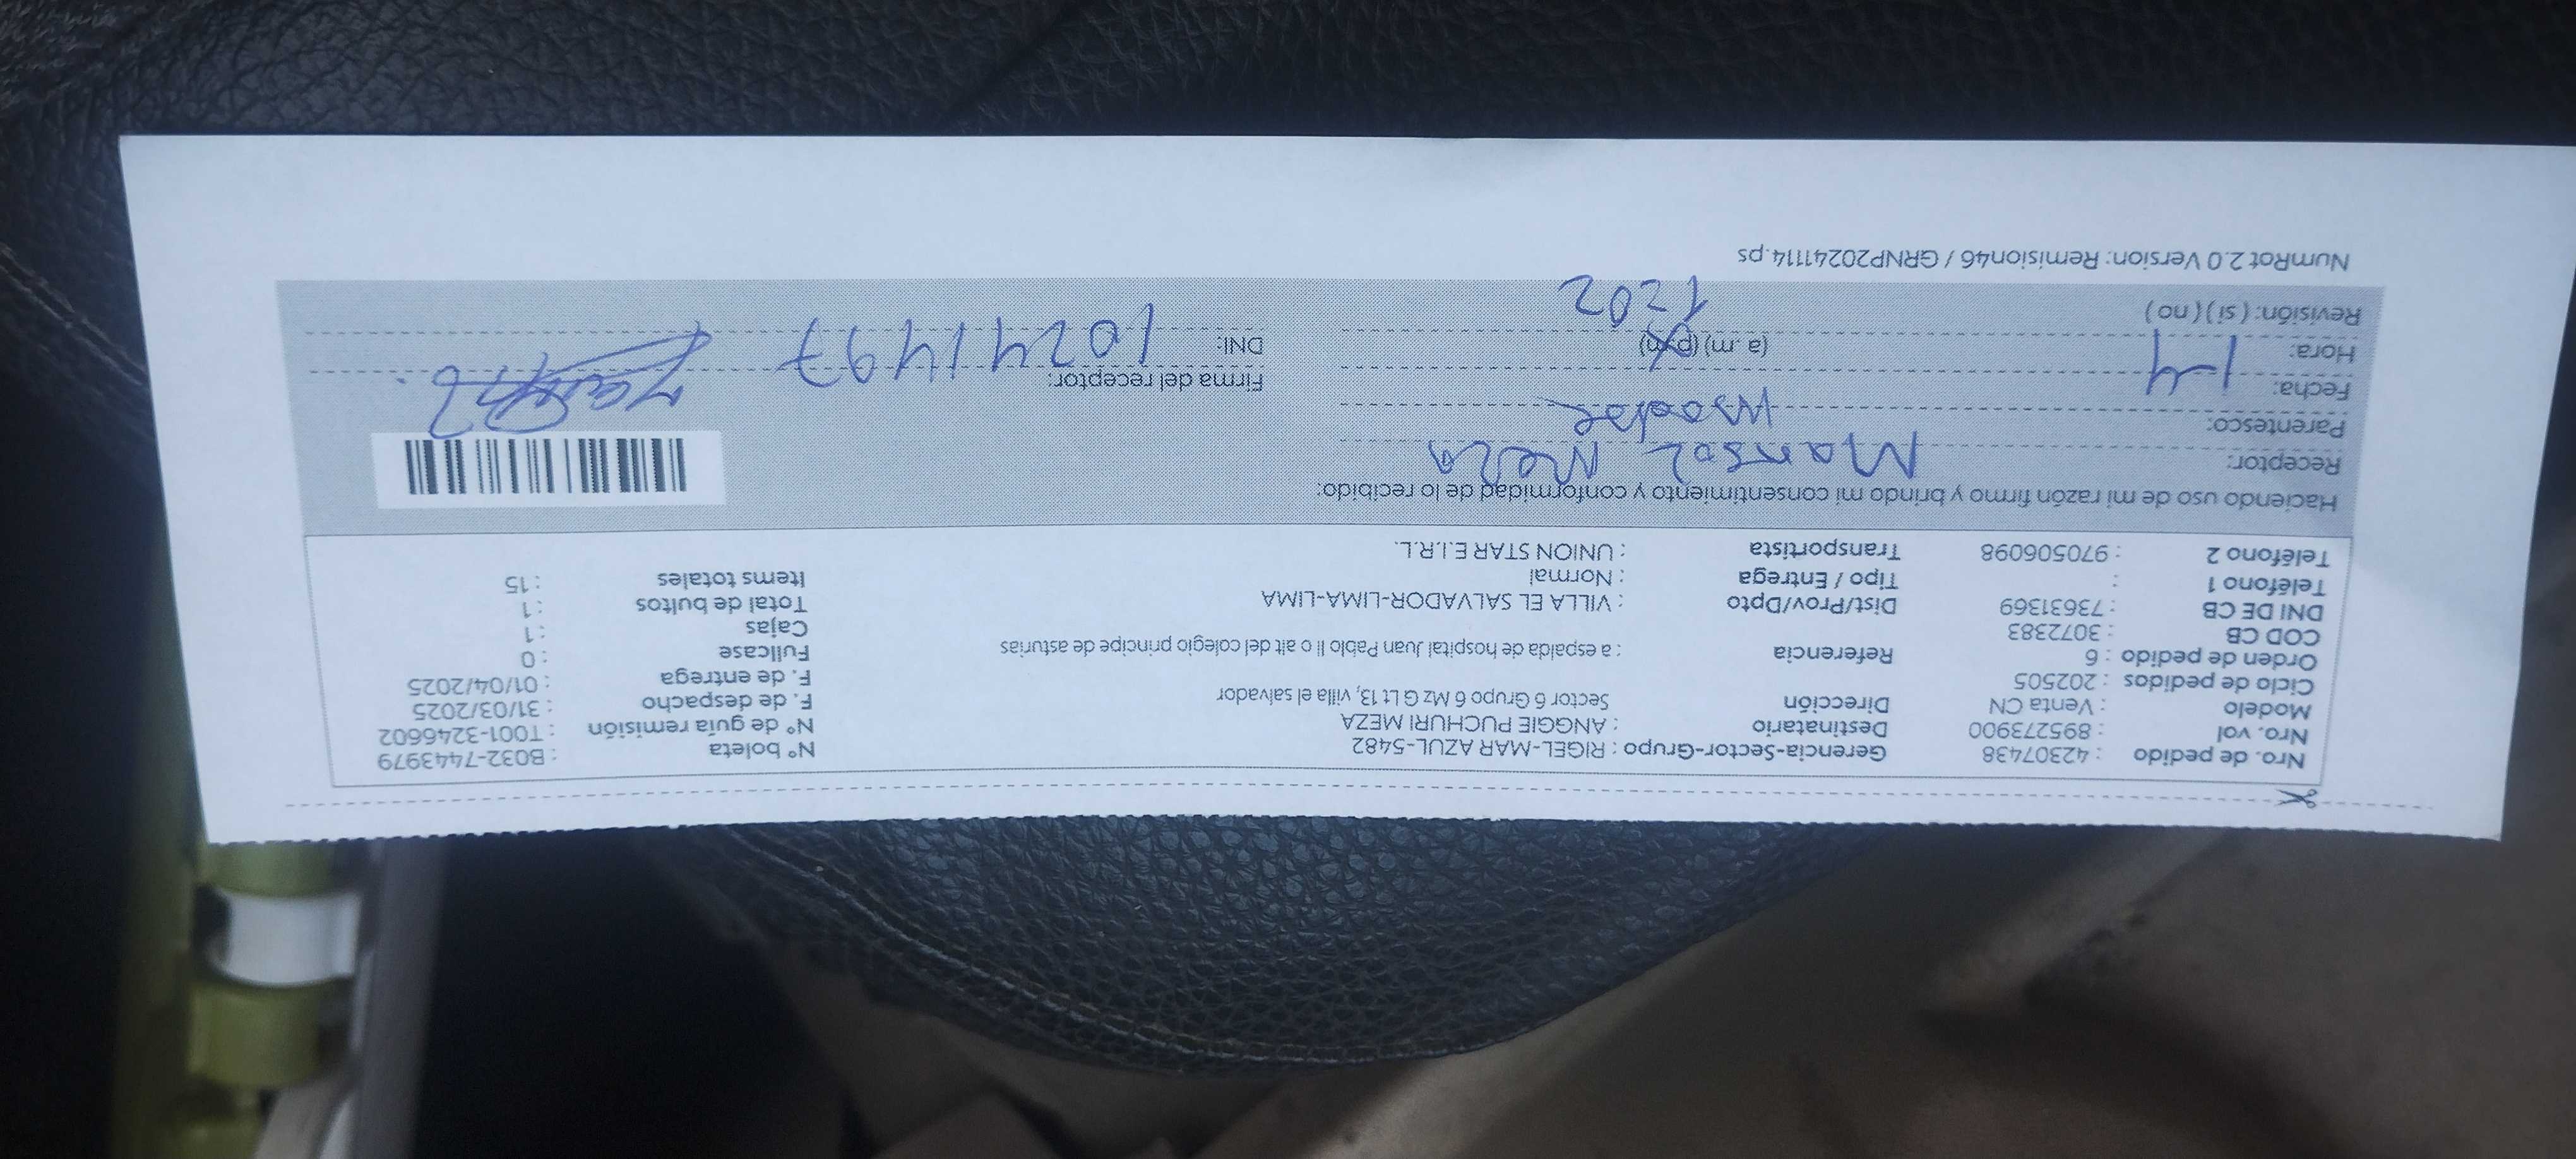 Nro. de pedido : 42307438 Gerencia-Sector-Grupo : RIGEL-MAR AZUL-5482 N° boleta : B032-7443979
Nro. vol : 895273900 Destinatario : ANGGIE PUCHURI MEZA N° de guía remisión : T001-3246602
Modelo : Venta CN Dirección Sector 6 Grupo 6 Mz G Lt 13, villa el salvador F. de despacho : 31/03/2025
Ciclo de pedidos : 202505 F. de entrega : 01/04/2025
Orden de pedido : 6 Referencia : a espalda de hospital Juan Pablo II o alt del colegio principe de asturias Fullcase : 0
COD CB : 3072383 Cajas : 1
DNI DE CB : 73631369 Dist/Prov/Dpto : VILLA EL SALVADOR-LIMA-LIMA Total de bultos : 1
Teléfono 1 : Tipo / Entrega : Normal Items totales : 15
Teléfono 2 : 970506098 Transportista : UNION STAR E.I.R.L.
Haciendo uso de mi razón firmo y brindo mi consentimiento y conformidad de lo recibido:
Receptor: Meza
Parentesco:
Fecha: 1-4 Firma del receptor:
Hora: (a .m) (p.m) DNI: 10241497
Revisión: ( si ) ( no ) 1:02
NumRot 2.0 Version: Remision46 / GRNP20241114.ps